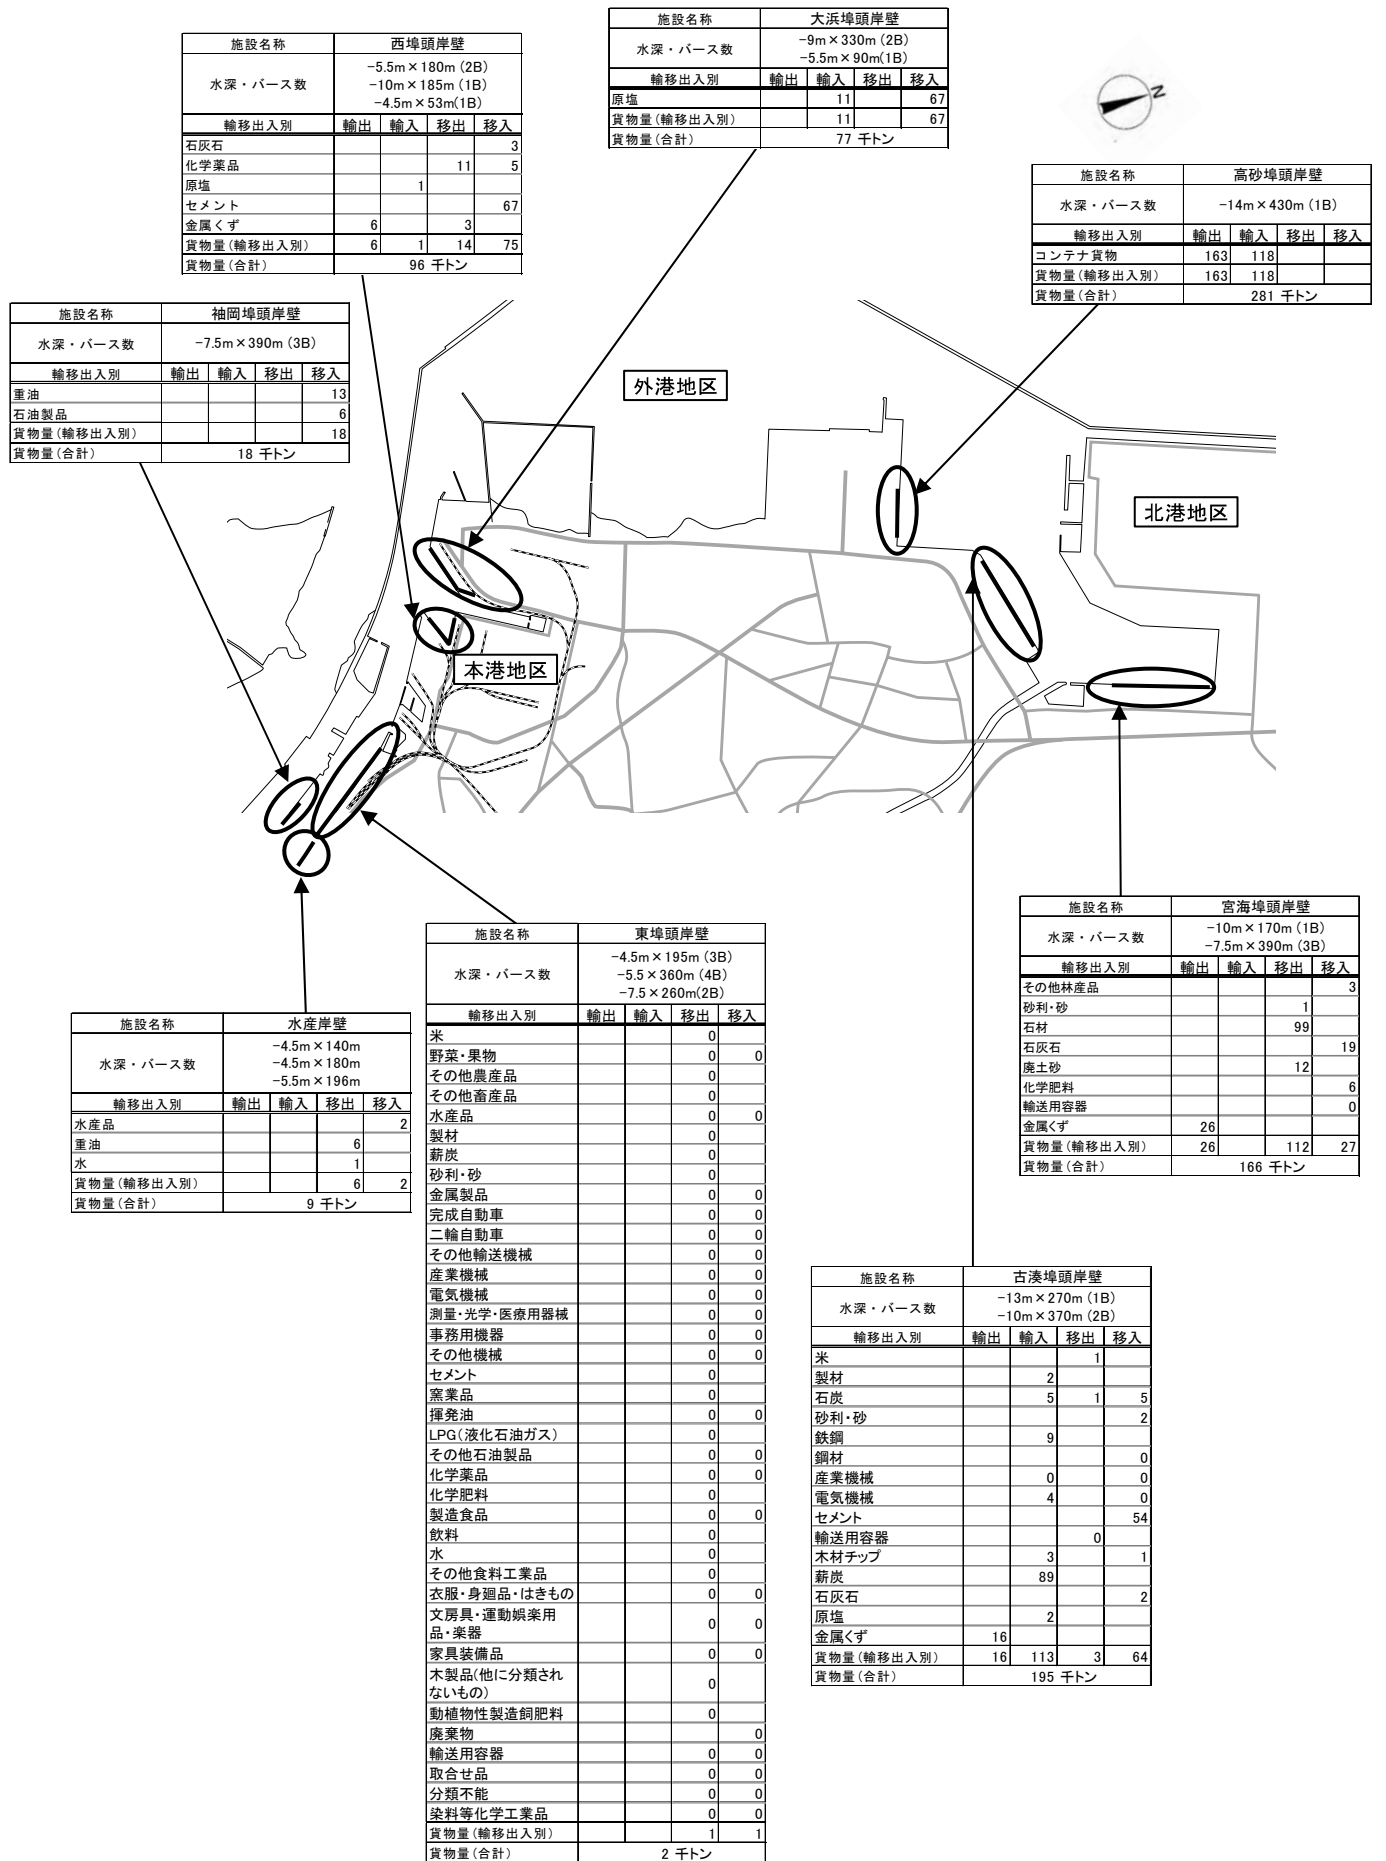 施設名称 大浜埠頭岸壁
水深・バース数 -9m×330m (2B)
-5.5m×90m(1B)
輸移出入別 輸出 輸入 移出 移入
原塩 11 67
貨物量(輸移出入別) 11 67
貨物量(合計) 77 千トン
施設名称 西埠頭岸壁
水深・バース数 -5.5m×180m (2B)
-10m×185m (1B)
-4.5m×53m(1B)
輸移出入別 輸出 輸入 移出 移入
石灰石 3
化学薬品 11 5
原塩 1
セメント 67
金属くず 6 3
貨物量(輸移出入別) 6 1 14 75
貨物量(合計) 96 千トン
N
施設名称 高砂埠頭岸壁
水深・バース数 -14m×430m (1B)
輸移出入別 輸出 輸入 移出 移入
コンテナ貨物 163 118
貨物量(輸移出入別) 163 118
貨物量(合計) 281 千トン
施設名称 袖岡埠頭岸壁
水深・バース数 -7.5m×390m (3B)
輸移出入別 輸出 輸入 移出 移入
重油 13
石油製品 6
貨物量(輸移出入別) 18
貨物量(合計) 18 千トン
外港地区
北港地区
本港地区
施設名称 宮海埠頭岸壁
水深・バース数 -10m×170m (1B)
-7.5m×390m (3B)
輸移出入別 輸出 輸入 移出 移入
その他林産品 3
砂利・砂 1
石材 99
石灰石 19
廃土砂 12
化学肥料 6
輸送用容器 0
金属くず 26
貨物量(輸移出入別) 26 112 27
貨物量(合計) 166 千トン
施設名称 水産岸壁
水深・バース数 -4.5m×140m
-4.5m×180m
-5.5m×196m
輸移出入別 輸出 輸入 移出 移入
水産品 2
重油 6
水 1
貨物量(輸移出入別) 6 2
貨物量(合計) 9 千トン
施設名称 東埠頭岸壁
水深・バース数 -4.5m×195m (3B)
-5.5×360m (4B)
-7.5×260m(2B)
輸移出入別 輸出 輸入 移出 移入
米 0
野菜・果物 0 0
その他農産品 0
その他畜産品 0
水産品 0 0
製材 0
薪炭 0
砂利・砂 0
金属製品 0 0
完成自動車 0 0
二輪自動車 0 0
その他輸送機械 0 0
産業機械 0 0
電気機械 0 0
測量・光学・医療用器械 0 0
事務用機器 0 0
その他機械 0 0
セメント 0
窯業品 0
揮発油 0 0
LPG(液化石油ガス) 0
その他石油製品 0 0
化学薬品 0 0
化学肥料 0
製造食品 0 0
飲料 0
水 0
その他食料工業品 0
衣服・身廻品・はきもの 0 0
文房具・運動娯楽用
品・楽器 0 0
家具装備品 0 0
木製品(他に分類され
ないもの) 0
動植物性製造飼肥料 0
廃棄物 0
輸送用容器 0 0
取合せ品 0 0
分類不能 0 0
染料等化学工業品 0 0
貨物量(輸移出入別) 1 1
貨物量(合計) 2 千トン
施設名称 古湊埠頭岸壁
水深・バース数 -13m×270m (1B)
-10m×370m (2B)
輸移出入別 輸出 輸入 移出 移入
米 1
製材 2
石炭 5 1 5
砂利・砂 2
鉄鋼 9
鋼材 0
産業機械 0 0
電気機械 4 0
セメント 54
輸送用容器 0
木材チップ 3 1
薪炭 89
石灰石 2
原塩 2
金属くず 16
貨物量(輸移出入別) 16 113 3 64
貨物量(合計) 195 千トン